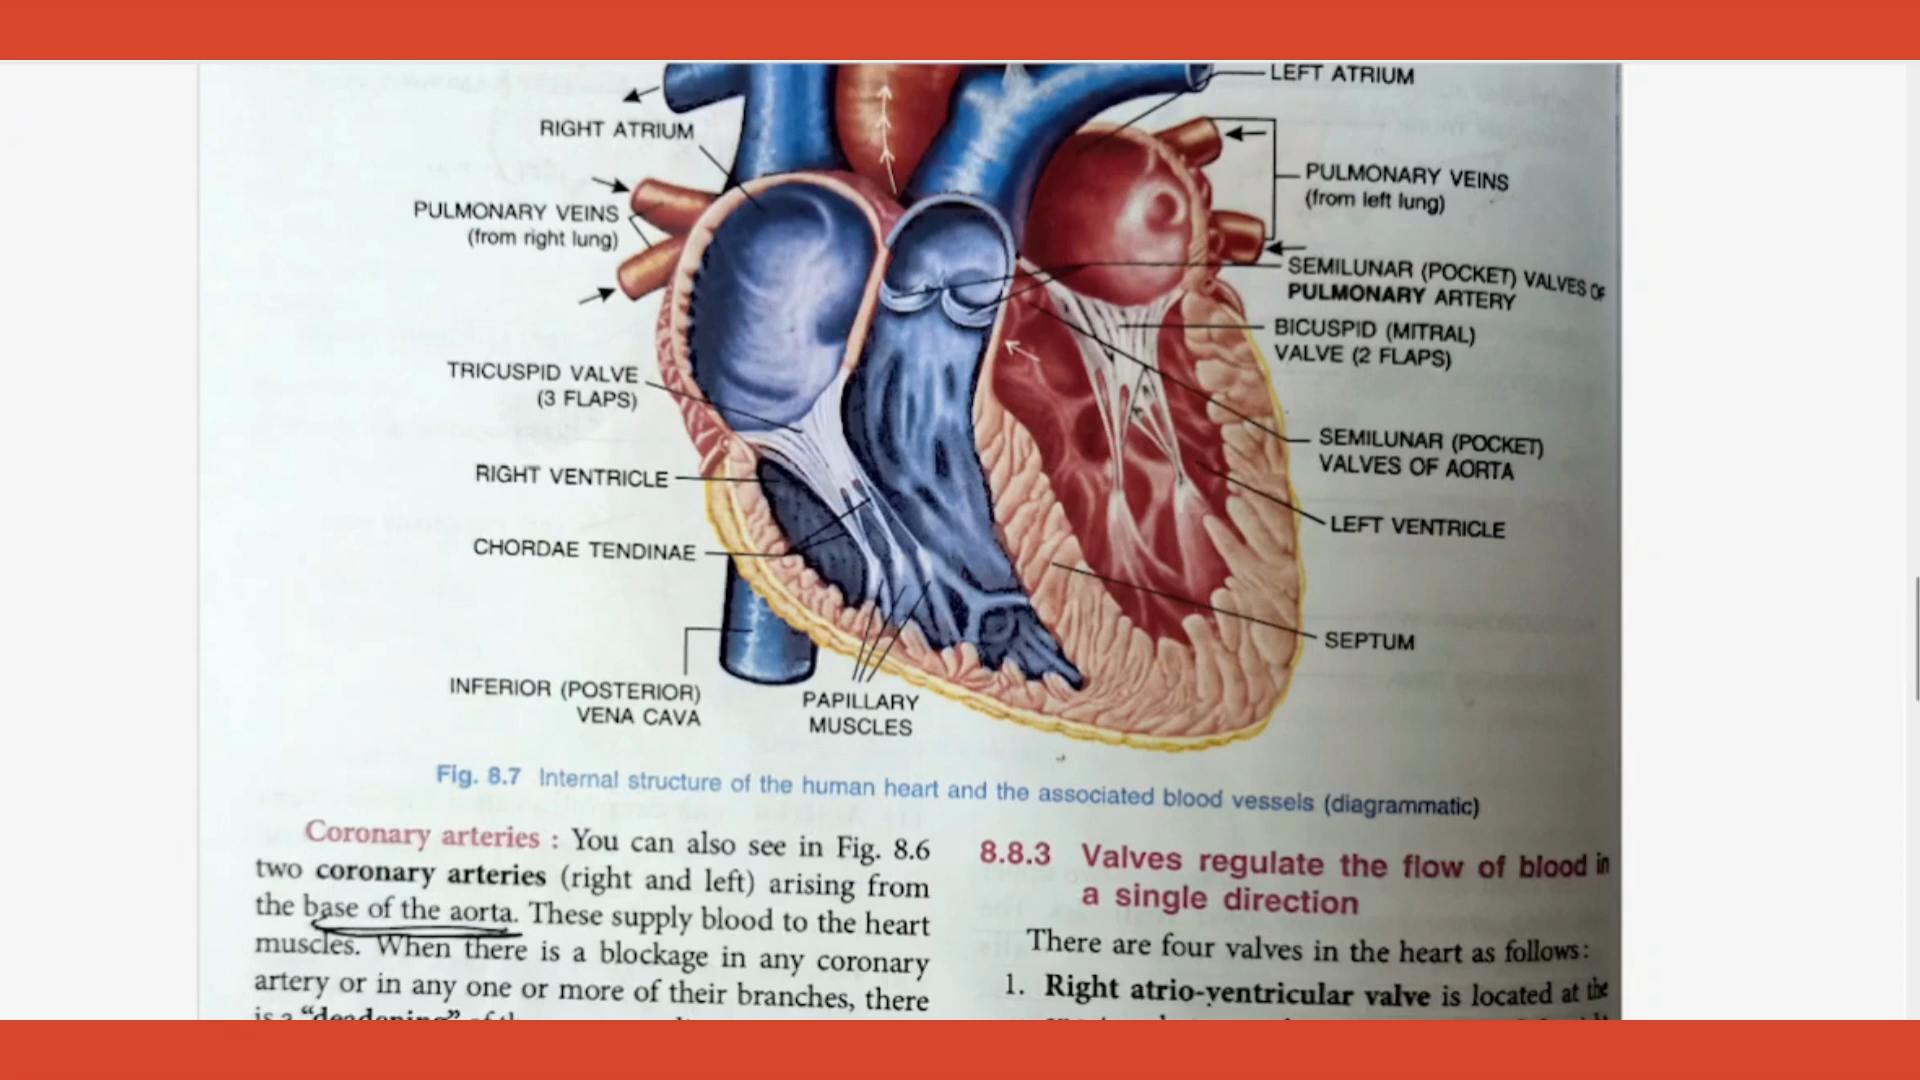 LEFT ATRIUM
RIGHT ATRIUM
PULMONARY VEINS
(from left lung)
PULMONARY VEINS
(from right lung)
SEMILUNAR (POCKET) VALVES OF
PULMONARY ARTERY
BICUSPID (MITRAL)
VALVE (2 FLAPS)
TRICUSPID VALVE
(3 FLAPS)
SEMILUNAR (POCKET)
VALVES OF AORTA
RIGHT VENTRICLE
LEFT VENTRICLE
CHORDAE TENDINAE
SEPTUM
INFERIOR (POSTERIOR)
VENA CAVA
PAPILLARY
MUSCLES
Fig. 8.7 Internal structure of the human heart and the associated blood vessels (diagrammatic)
Coronary arteries : You can also see in Fig. 8.6
two coronary arteries (right and left) arising from
the base of the aorta. These supply blood to the heart
muscles. When there is a blockage in any coronary
artery or in any one or more of their branches, there
is a "deadening" of the
8.8.3 Valves regulate the flow of blood in
a single direction
There are four valves in the heart as follows:
1. Right atrio-ventricular valve is located at the